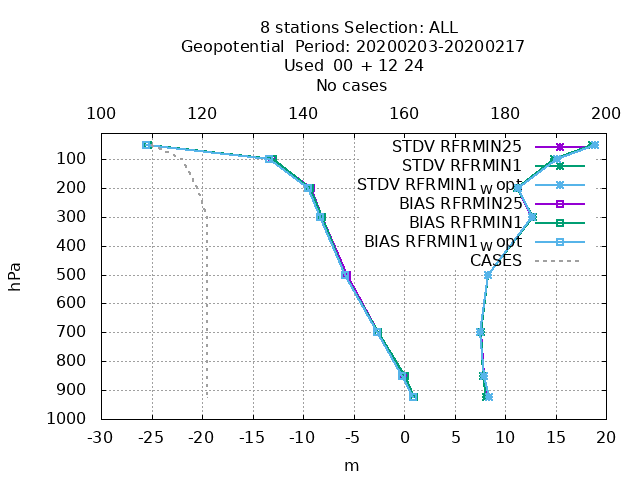 8 stations Selection: ALL
Geopotential  Period: 20200203-20200217
Used  00 + 12 24
No cases
100 120 140 160 180 200
STDV RFRMIN25
STDV RFRMIN1
STDV RFRMIN1w opt
BIAS RFRMIN25
BIAS RFRMIN1
BIAS RFRMIN1w opt
CASES
hPa
100
200
300
400
500
600
700
800
900
1000
-30 -25 -20 -15 -10 -5 0 5 10 15 20
m